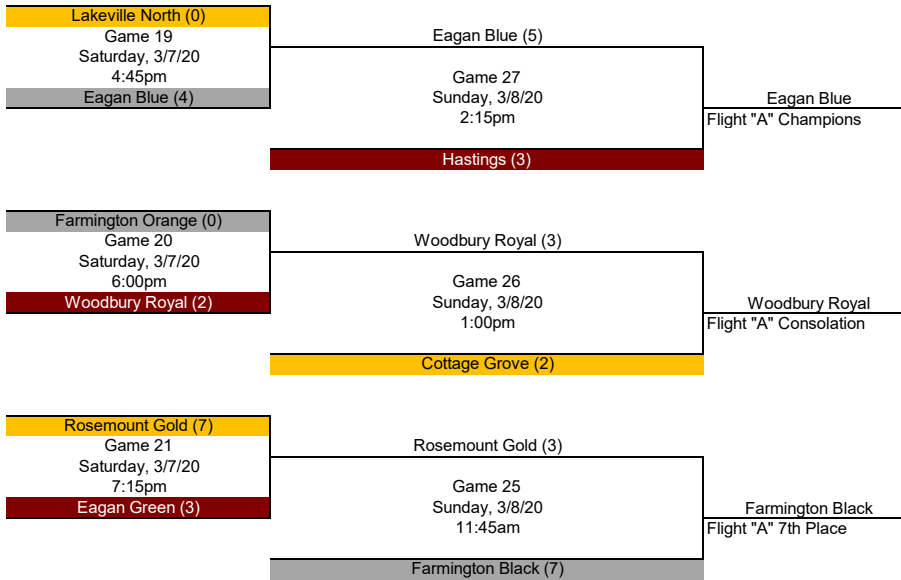 Lakeville North (0)
Game 19
Saturday, 3/7/20
4:45pm
Eagan Blue (4)
Eagan Blue (5)
Game 27
Sunday, 3/8/20
2:15pm
Hastings (3)
Eagan Blue
Flight "A" Champions
Farmington Orange (0)
Game 20
Saturday, 3/7/20
6:00pm
Woodbury Royal (2)
Woodbury Royal (3)
Game 26
Sunday, 3/8/20
1:00pm
Cottage Grove (2)
Woodbury Royal
Flight "A" Consolation
Rosemount Gold (7)
Game 21
Saturday, 3/7/20
7:15pm
Eagan Green (3)
Rosemount Gold (3)
Game 25
Sunday, 3/8/20
11:45am
Farmington Black (7)
Farmington Black
Flight "A" 7th Place